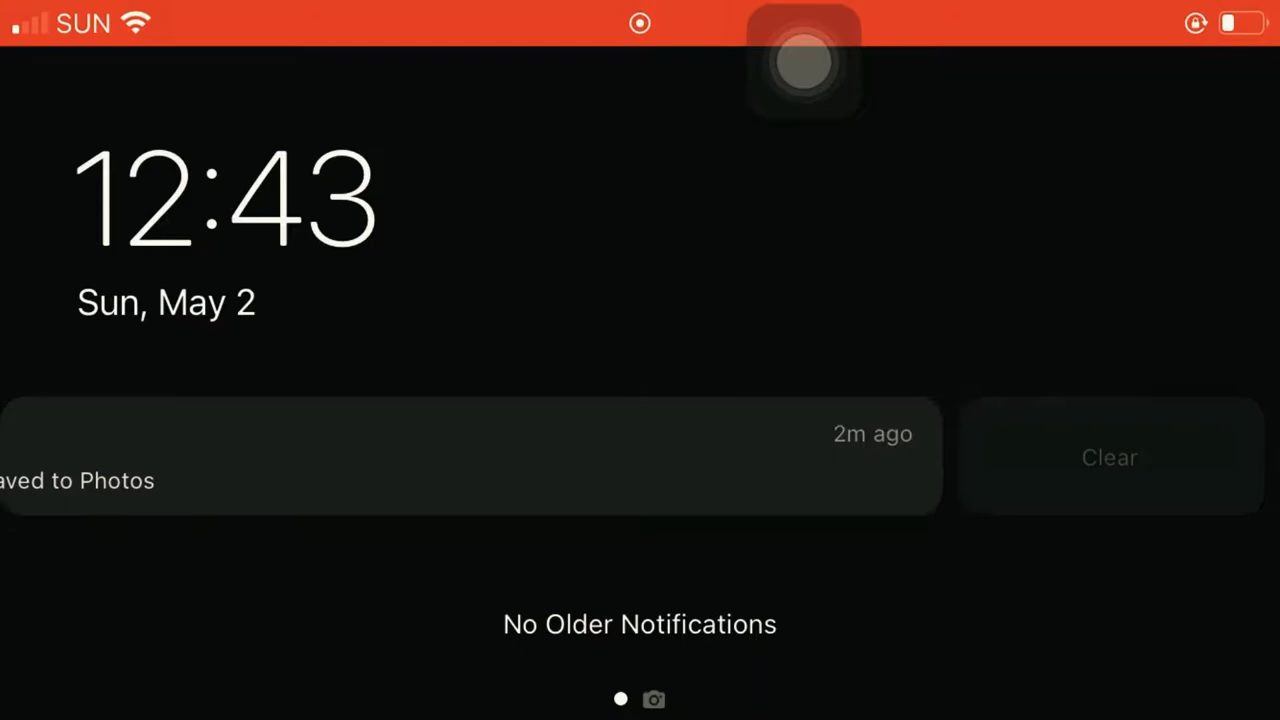 SUN
12:43
Sun, May 2
2m ago
aved to Photos
Clear
No Older Notifications